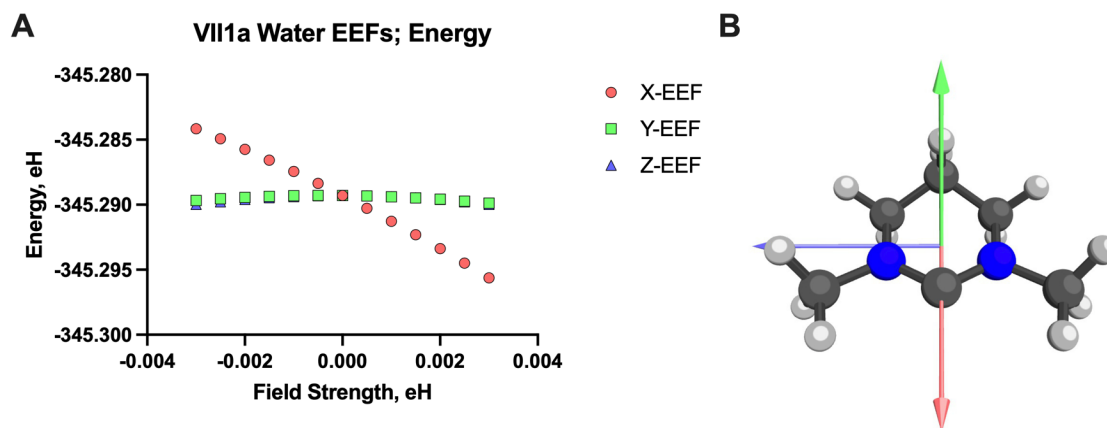 A
VII1a Water EEFs; Energy
-345.280
-345.285
-345.290
-345.295
-345.300
Energy, eH
-0.004
-0.002
0.000
0.002
0.004
Field Strength, eH
X-EEF
Y-EEF
Z-EEF
B